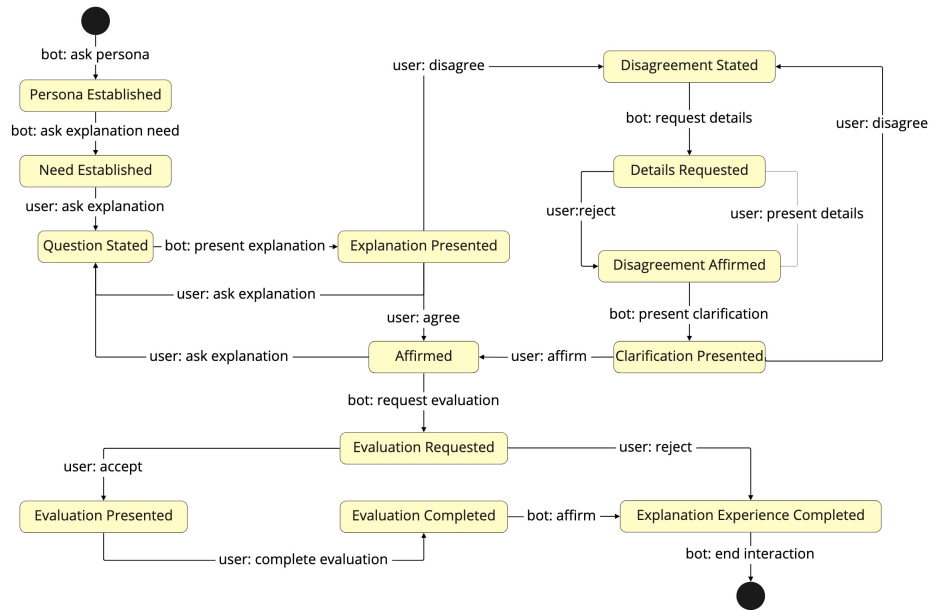 bot: ask persona
user: disagree
Disagreement Stated
Persona Established
bot: request details
user: disagree
bot: ask explanation need
Need Established
Details Requested
user: ask explanation
user:reject
user: present details
Question Stated
bot: present explanation
Explanation Presented
Disagreement Affirmed
user: ask explanation
user: agree
bot: present clarification
user: ask explanation
Affirmed
user: affirm
Clarification Presented
bot: request evaluation
Evaluation Requested
user: reject
user: accept
Evaluation Presented
Evaluation Completed
bot: affirm
Explanation Experience Completed
user: complete evaluation
bot: end interaction